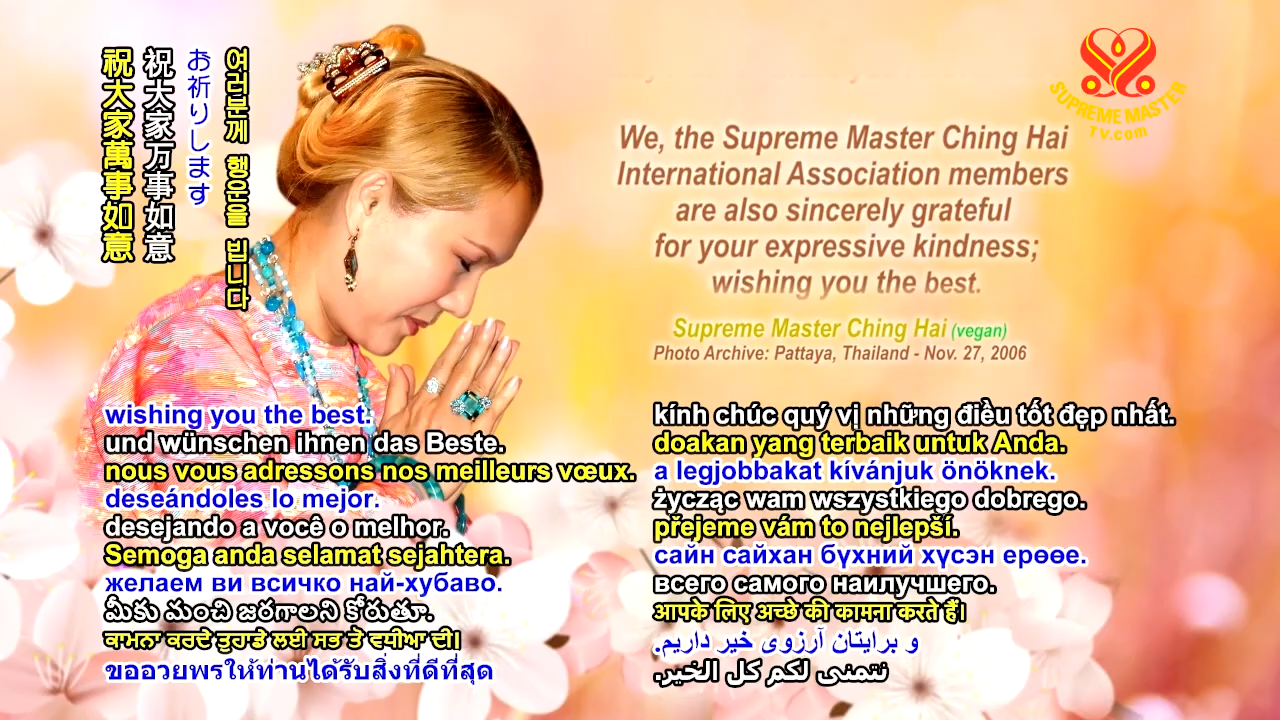 祝大家萬事如意
祝大家万事如意
お祈りします
여러분께 행운을 빕니다
SUPREME MASTER
TV.com
We, the Supreme Master Ching Hai
International Association members
are also sincerely grateful
for your expressive kindness;
wishing you the best.
Supreme Master Ching Hai (vegan)
Photo Archive: Pattaya, Thailand - Nov. 27, 2006
wishing you the best.
und wünschen ihnen das Beste.
nous vous adressons nos meilleurs vœux.
deseándoles lo mejor.
desejando a você o melhor.
Semoga anda selamat sejahtera.
желаем ви всичко най-хубаво.
మీకు మంచి జరగాలని కోరుతూ.
ਕਾਮਨਾ ਕਰਦੇ ਤੁਹਾਡੇ ਲਈ ਸਭ ਤੋ ਵਧੀਆ ਦੀ।
ขออวยพรให้ท่านได้รับสิ่งที่ดีที่สุด
kính chúc quý vị những điều tốt đẹp nhất.
doakan yang terbaik untuk Anda.
a legjobbakat kívánjuk önöknek.
życząc wam wszystkiego dobrego.
přejeme vám to nejlepší.
сайн сайхан бүхний хүсэн ерөөе.
всего самого наилучшего.
आपके लिए अच्छे की कामना करते हैं।
و برایتان آرزوی خیر داریم.
نتمنى لكم كل الخير.